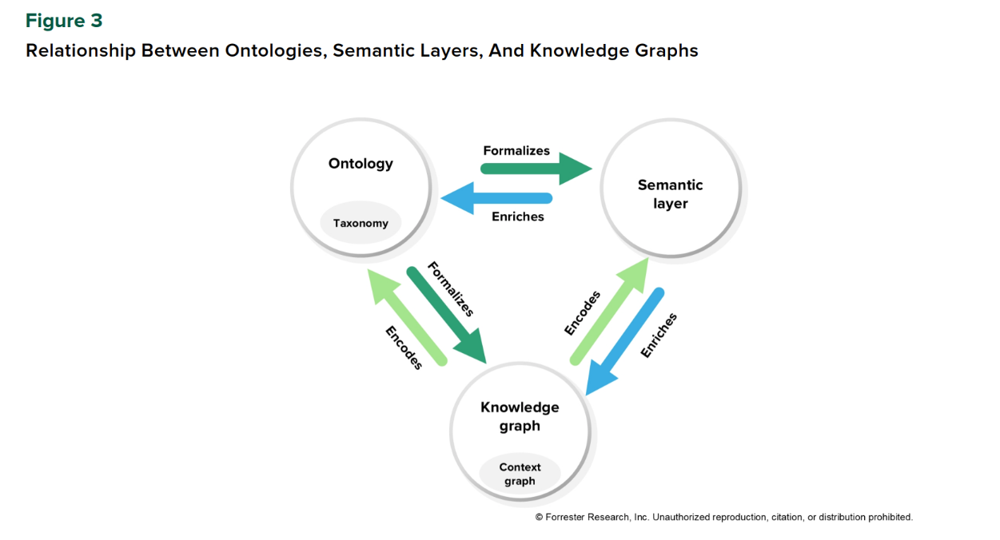 Figure 3
Relationship Between Ontologies, Semantic Layers, And Knowledge Graphs
Ontology
Taxonomy
Formalizes
Enriches
Semantic
layer
Formalizes
Encodes
Encodes
Enriches
Knowledge
graph
Context
graph
© Forrester Research, Inc. Unauthorized reproduction, citation, or distribution prohibited.